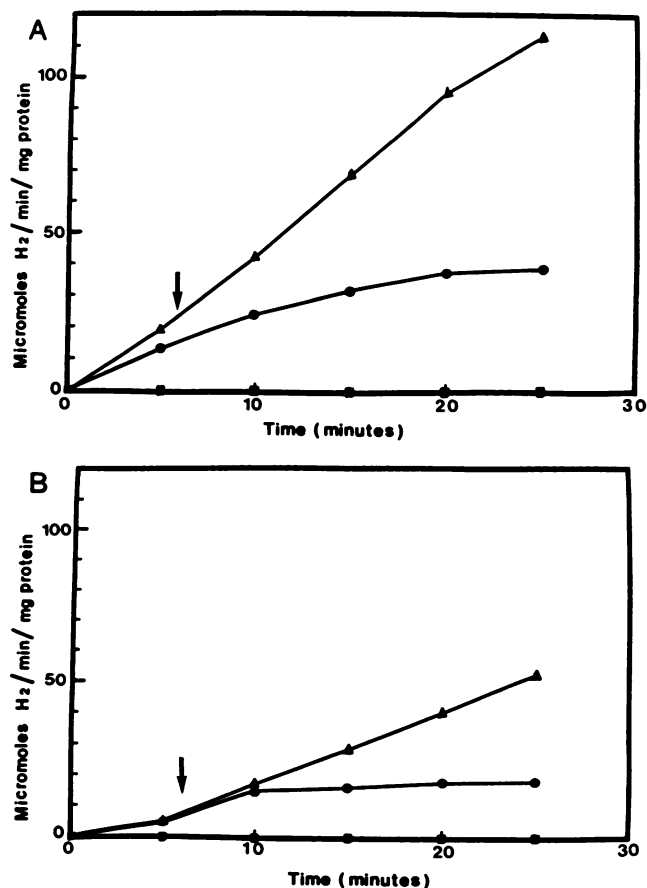 A
Micromoles H2/min/mg protein
100
50
0
0 10 20 30
Time (minutes)
B
Micromoles H2/min/mg protein
100
50
0
0 10 20 30
Time (minutes)